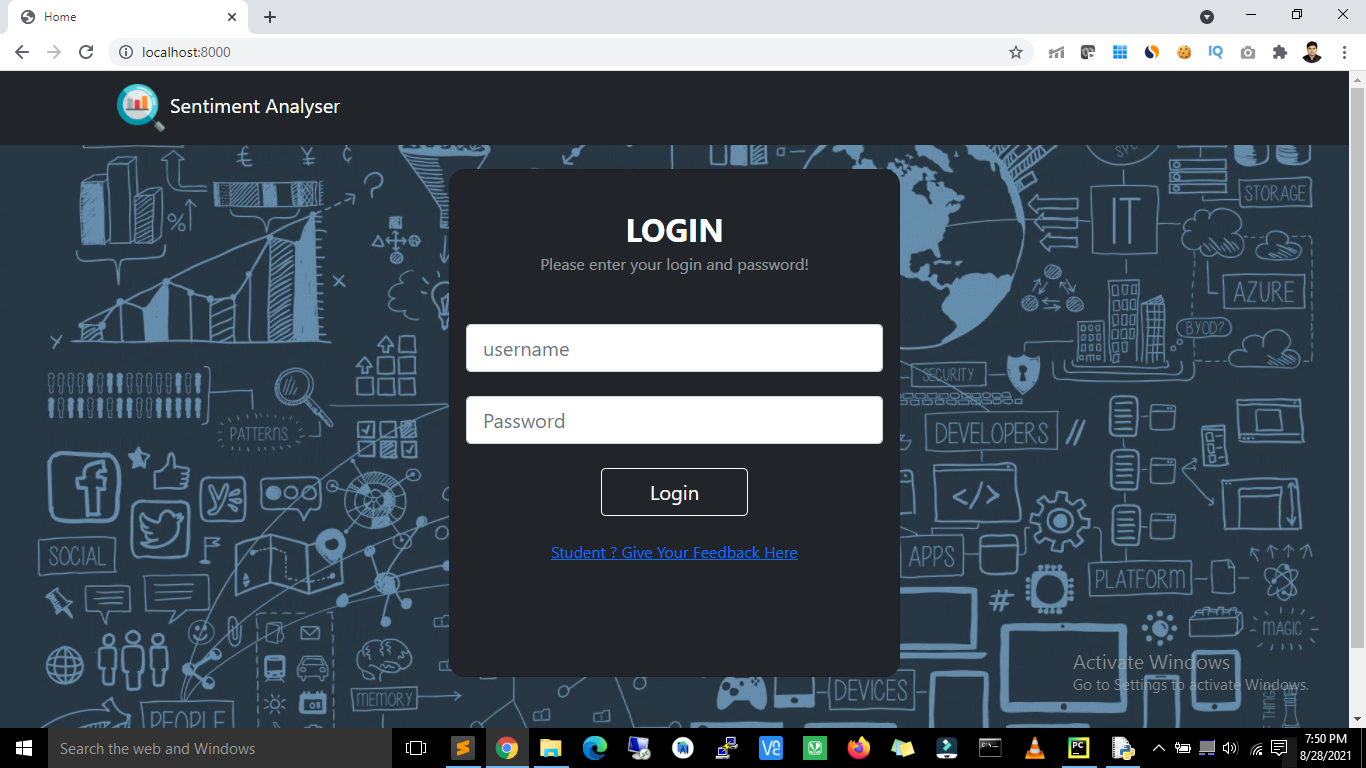 Home
localhost:8000
Sentiment Analyser
LOGIN
Please enter your login and password!
username
Password
Login
Student ? Give Your Feedback Here
SPC
STORAGE
IT
AZURE
BYOD?
SECURITY
PATTERNS
DEVELOPERS
SOCIAL
APPS
PLATFORM
MAGIC
MEMORY
DEVICES
PEOPLE
THINGS
Activate Windows
Go to Settings to activate Windows.
Search the web and Windows
7:50 PM
8/28/2021